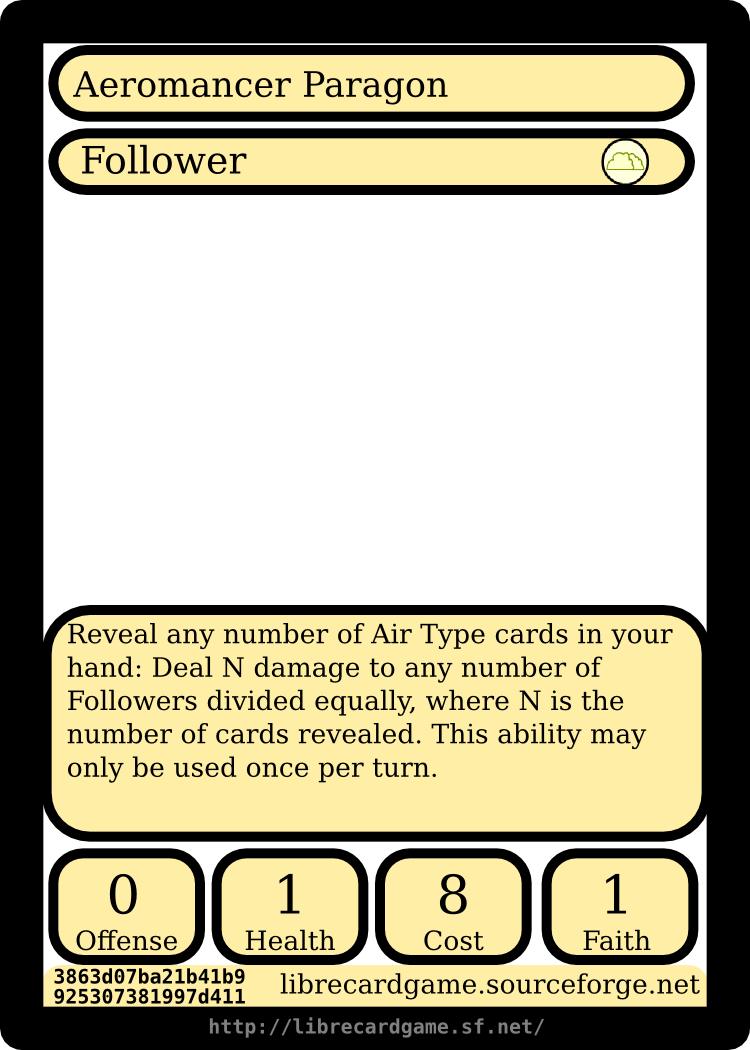 Aeromancer Paragon
Follower
Reveal any number of Air Type cards in your
hand: Deal N damage to any number of
Followers divided equally, where N is the
number of cards revealed. This ability may
only be used once per turn.
0
Offense
1
Health
8
Cost
1
Faith
3863d07ba21b41b9
925307381997d411
librecardgame.sourceforge.net
http://librecardgame.sf.net/